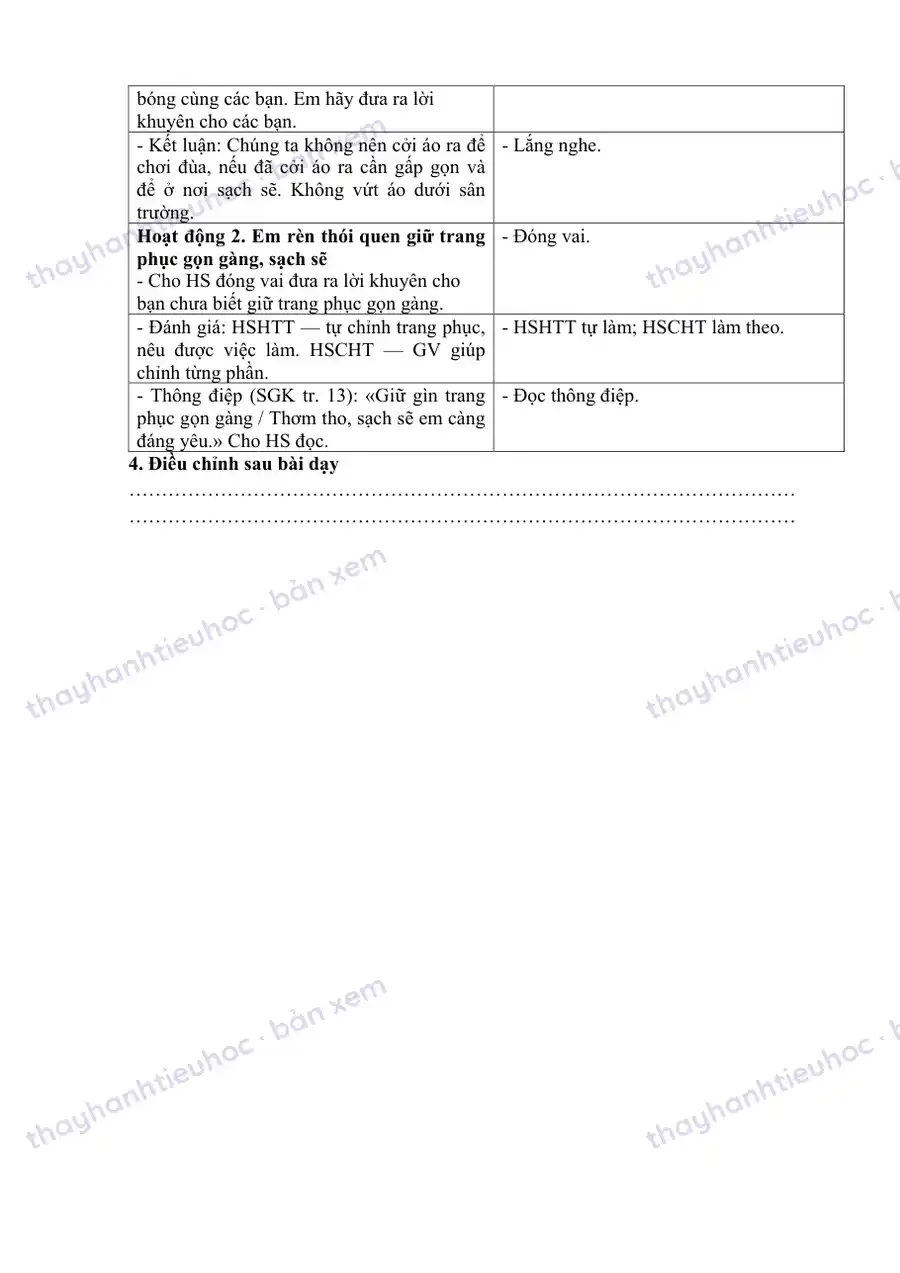 bóng cùng các bạn. Em hãy đưa ra lời
khuyên cho các bạn.
- Kết luận: Chúng ta không nên cởi áo ra để
chơi đùa, nếu đã cởi áo ra cần gấp gọn và
để ở nơi sạch sẽ. Không vứt áo dưới sân
trường.
- Lắng nghe.
Hoạt động 2. Em rèn thói quen giữ trang
phục gọn gàng, sạch sẽ
- Cho HS đóng vai đưa ra lời khuyên cho
bạn chưa biết giữ trang phục gọn gàng.
- Đóng vai.
- Đánh giá: HSHTT — tự chỉnh trang phục,
nêu được việc làm. HSCHT — GV giúp
chỉnh từng phần.
- HSHTT tự làm; HSCHT làm theo.
- Thông điệp (SGK tr. 13): «Giữ gìn trang
phục gọn gàng / Thơm tho, sạch sẽ em càng
đáng yêu.» Cho HS đọc.
- Đọc thông điệp.
4. Điều chỉnh sau bài dạy
……………………………………………………………………………………………
……………………………………………………………………………………………
thayhanhtieuhoc · bản xem
thayhanhtieuhoc · b
thayhanhtieuhoc · bản xem
thayhanhtieuhoc · b
thayhanhtieuhoc · bản xem
thayhanhtieuhoc · b